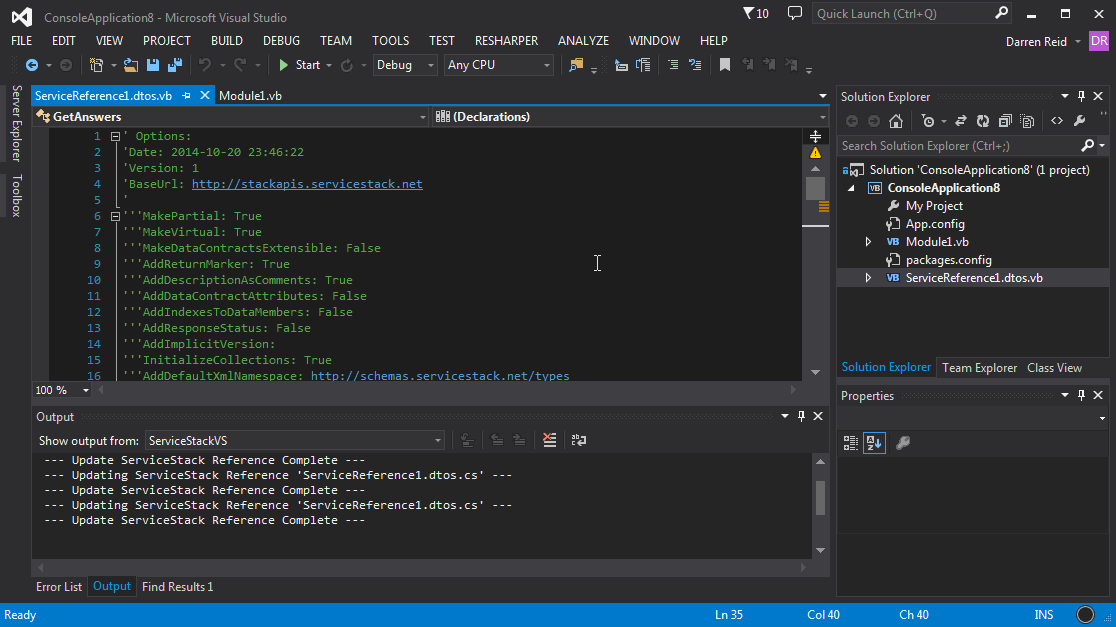 ConsoleApplication8 - Microsoft Visual Studio
10
Quick Launch (Ctrl+Q)
FILE EDIT VIEW PROJECT BUILD DEBUG TEAM TOOLS TEST RESHARPER ANALYZE WINDOW HELP
Darren Reid DR
Start Debug Any CPU
Server Explorer
Toolbox
ServiceReference1.dtos.vb Module1.vb
GetAnswers (Declarations)
1 ' Options:
2 'Date: 2014-10-20 23:46:22
3 'Version: 1
4 'BaseUrl: http://stackapis.servicestack.net
5 '
6 '''MakePartial: True
7 '''MakeVirtual: True
8 '''MakeDataContractsExtensible: False
9 '''AddReturnMarker: True
10 '''AddDescriptionAsComments: True
11 '''AddDataContractAttributes: False
12 '''AddIndexesToDataMembers: False
13 '''AddResponseStatus: False
14 '''AddImplicitVersion:
15 '''InitializeCollections: True
16 '''AddDefaultXmlNamespace: http://schemas.servicestack.net/types
100 %
Output
Show output from: ServiceStackVS
--- Update ServiceStack Reference Complete ---
--- Updating ServiceStack Reference 'ServiceReference1.dtos.cs' ---
--- Update ServiceStack Reference Complete ---
--- Updating ServiceStack Reference 'ServiceReference1.dtos.cs' ---
--- Update ServiceStack Reference Complete ---
Error List Output Find Results 1
Solution Explorer
Search Solution Explorer (Ctrl+;)
Solution 'ConsoleApplication8' (1 project)
VB ConsoleApplication8
My Project
App.config
VB Module1.vb
packages.config
VB ServiceReference1.dtos.vb
Solution Explorer Team Explorer Class View
Properties
Ready Ln 35 Col 40 Ch 40 INS